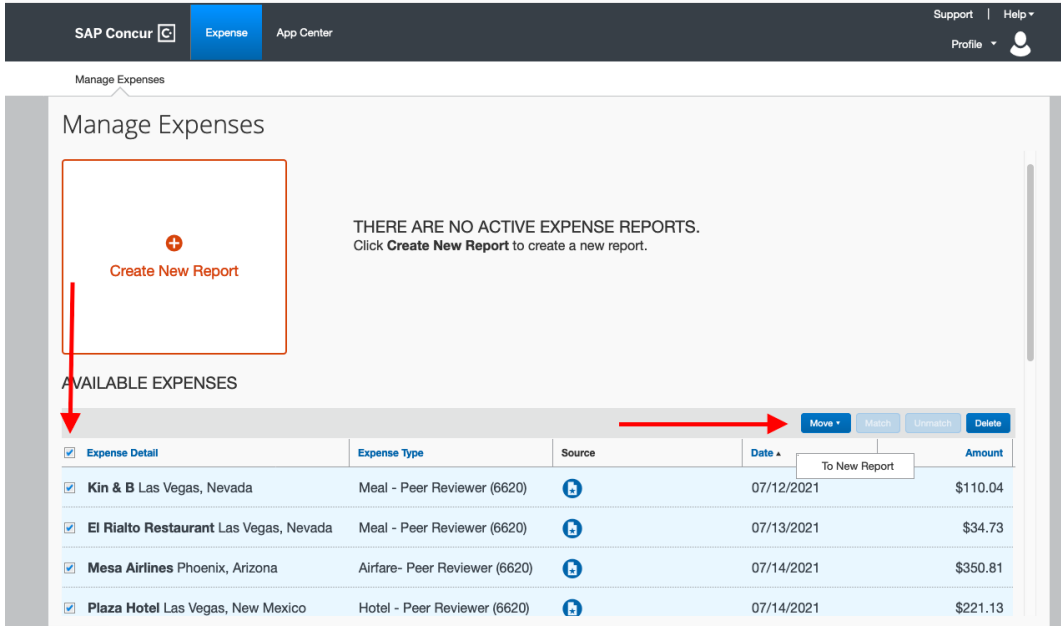 Support | Help
SAP Concur C Expense App Center
Profile
Manage Expenses
Manage Expenses
THERE ARE NO ACTIVE EXPENSE REPORTS.
Click Create New Report to create a new report.
Create New Report
AVAILABLE EXPENSES
Move Match Unmatch Delete
Expense Detail Expense Type Source Date Amount
To New Report
Kin & B Las Vegas, Nevada Meal - Peer Reviewer (6620) 07/12/2021 $110.04
El Rialto Restaurant Las Vegas, Nevada Meal - Peer Reviewer (6620) 07/13/2021 $34.73
Mesa Airlines Phoenix, Arizona Airfare- Peer Reviewer (6620) 07/14/2021 $350.81
Plaza Hotel Las Vegas, New Mexico Hotel - Peer Reviewer (6620) 07/14/2021 $221.13